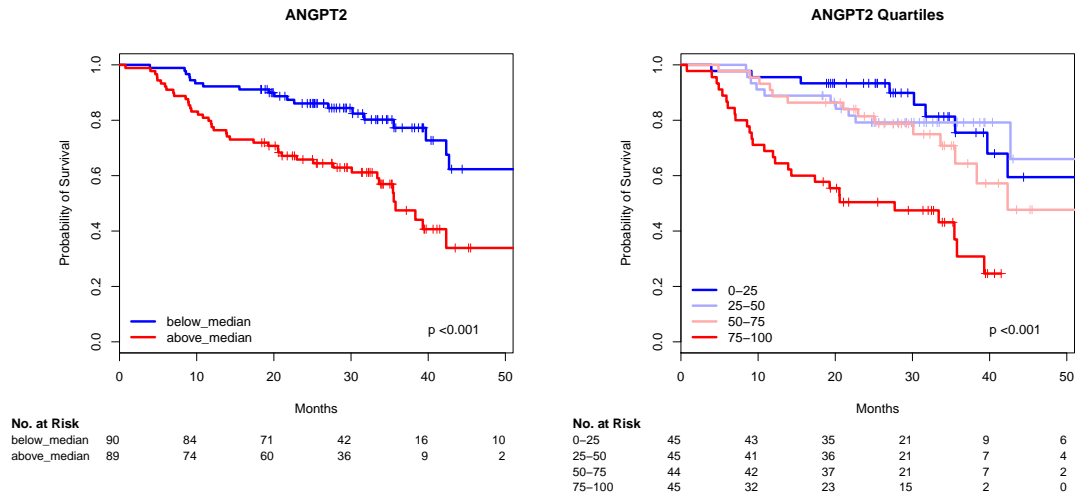 ANGPT2
Probability of Survival
1.0
0.8
0.6
0.4
0.2
0.0
below_median
above_median
p <0.001
0 10 20 30 40 50
Months
No. at Risk
below_median 90 84 71 42 16 10
above_median 89 74 60 36 9 2
ANGPT2 Quartiles
Probability of Survival
1.0
0.8
0.6
0.4
0.2
0.0
0−25
25−50
50−75
75−100
p <0.001
0 10 20 30 40 50
Months
No. at Risk
0−25 45 43 35 21 9 6
25−50 45 41 36 21 7 4
50−75 44 42 37 21 7 2
75−100 45 32 23 15 2 0